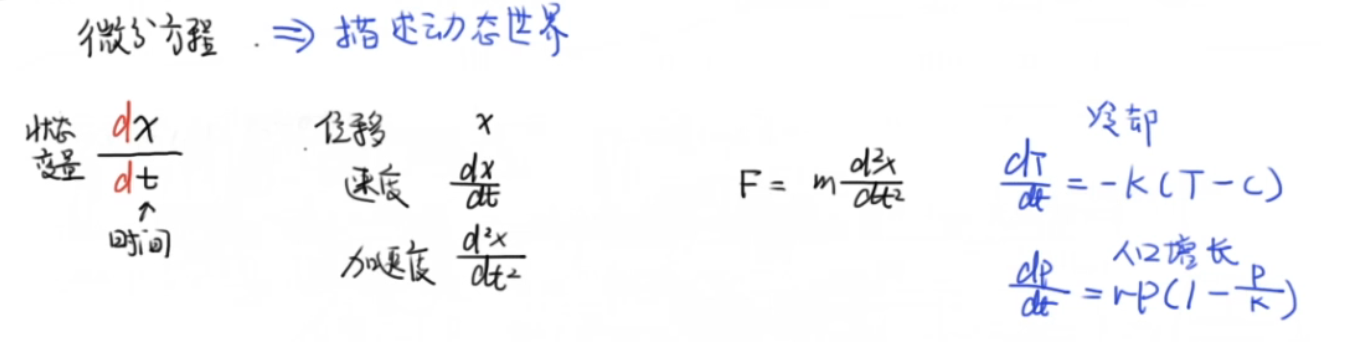 微分方程 . ⇒ 描述动态世界
状态
变量
dx/dt
↑
时间
位移 x
速度 dx/dt
加速度 d²x/dt²
F = m d²x/dt²
冷却
dT/dt = -k(T-C)
人口增长
dP/dt = rP(1 - P/K)